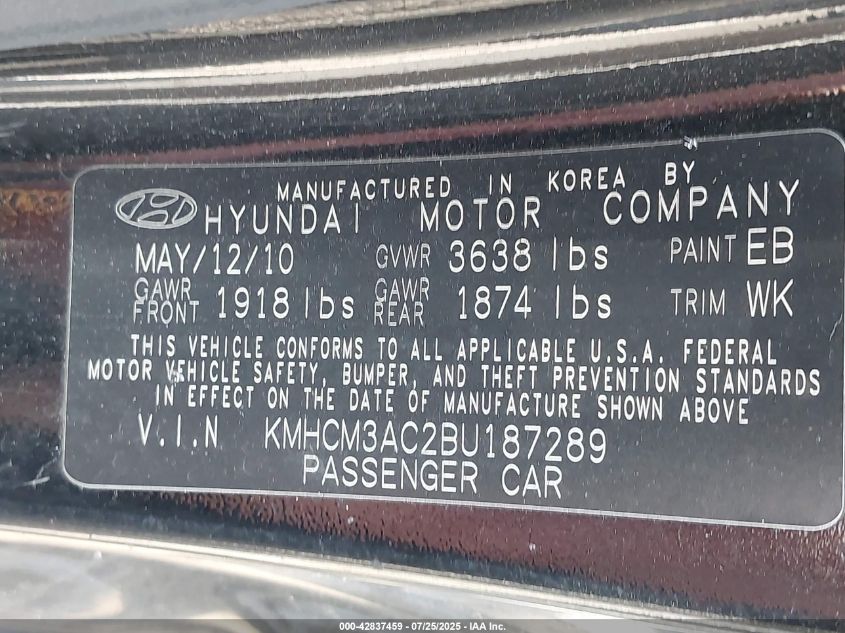 MANUFACTURED IN KOREA BY
HYUNDAI MOTOR COMPANY
MAY/12/10 GVWR 3638 lbs PAINT EB
GAWR FRONT 1918 lbs GAWR REAR 1874 lbs TRIM WK
THIS VEHICLE CONFORMS TO ALL APPLICABLE U.S.A. FEDERAL
MOTOR VEHICLE SAFETY, BUMPER, AND THEFT PREVENTION STANDARDS
IN EFFECT ON THE DATE OF MANUFACTURE SHOWN ABOVE
V.I.N KMHCM3AC2BU187289
PASSENGER CAR
000-42837459 - 07/25/2025 - IAA Inc.